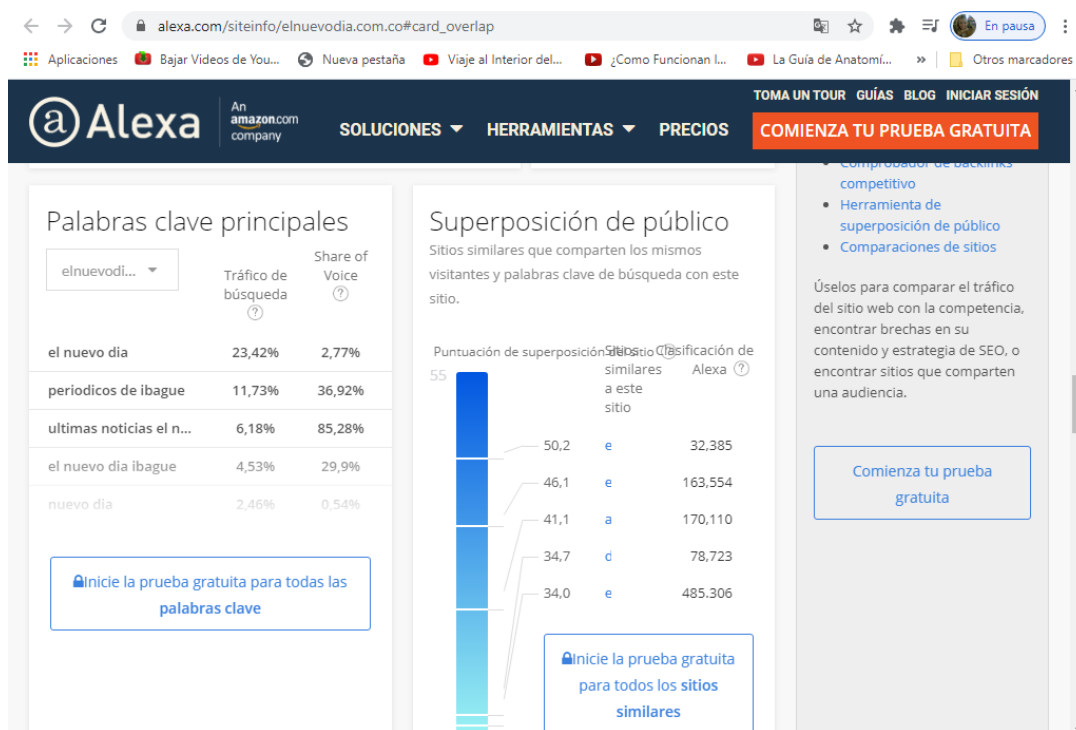 alexa.com/siteinfo/elnuevodia.com.co#card_overlap
En pausa
Aplicaciones
Bajar Videos de You...
Nueva pestaña
Viaje al Interior del...
¿Como Funcionan l...
La Guía de Anatomí...
»
Otros marcadores
TOMA UN TOUR GUÍAS BLOG INICIAR SESIÓN
a Alexa
An
amazon.com
company
SOLUCIONES
HERRAMIENTAS
PRECIOS
COMIENZA TU PRUEBA GRATUITA
Palabras clave principales
elnuevodi...
Tráfico de
búsqueda
?
Share of
Voice
?
el nuevo dia 23,42% 2,77%
periodicos de ibague 11,73% 36,92%
ultimas noticias el n... 6,18% 85,28%
el nuevo dia ibague 4,53% 29,9%
nuevo dia 2,46% 0,54%
Inicie la prueba gratuita para todas las
palabras clave
Superposición de público
Sitios similares que comparten los mismos
visitantes y palabras clave de búsqueda con este
sitio.
Puntuación de superposición del sitio
Sitios
similares
a este
sitio
Clasificación de
Alexa ?
55
50,2 e 32,385
46,1 e 163,554
41,1 a 170,110
34,7 d 78,723
34,0 e 485.306
Inicie la prueba gratuita
para todos los sitios
similares
Comprobador de backlinks
competitivo
Herramienta de
superposición de público
Comparaciones de sitios
Úselos para comparar el tráfico
del sitio web con la competencia,
encontrar brechas en su
contenido y estrategia de SEO, o
encontrar sitios que comparten
una audiencia.
Comienza tu prueba
gratuita